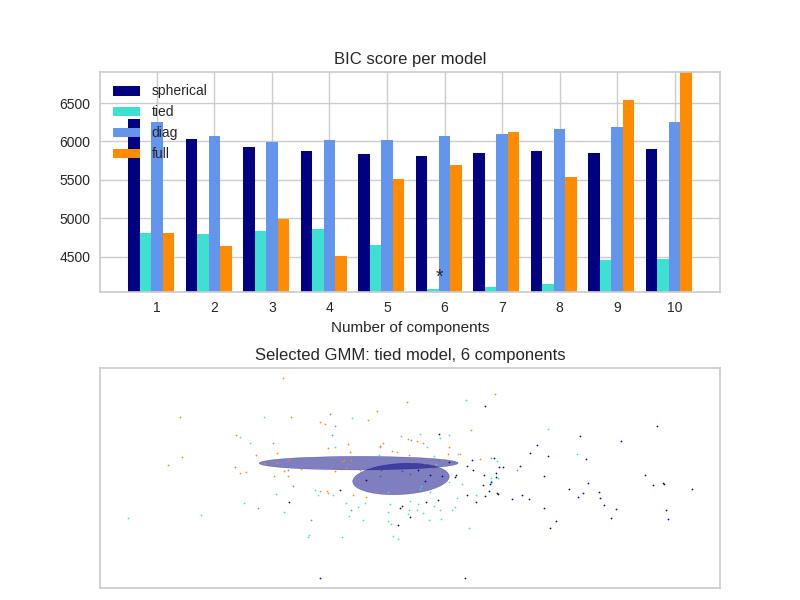 BIC score per model
spherical
tied
diag
full
6500
6000
5500
5000
4500
*
1 2 3 4 5 6 7 8 9 10
Number of components
Selected GMM: tied model, 6 components